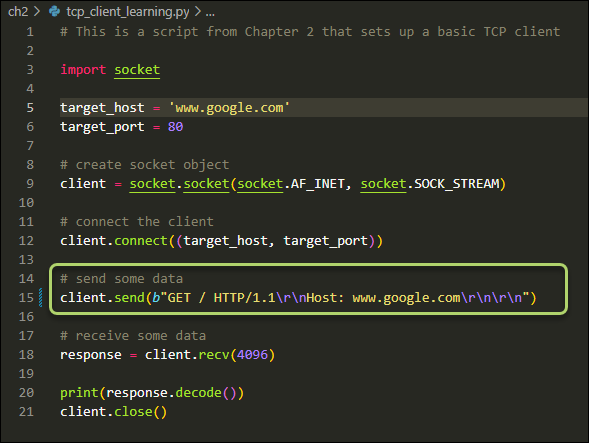 ch2 > tcp_client_learning.py > ...
1 # This is a script from Chapter 2 that sets up a basic TCP client
2
3 import socket
4
5 target_host = 'www.google.com'
6 target_port = 80
7
8 # create socket object
9 client = socket.socket(socket.AF_INET, socket.SOCK_STREAM)
10
11 # connect the client
12 client.connect((target_host, target_port))
13
14 # send some data
15 client.send(b"GET / HTTP/1.1\r\nHost: www.google.com\r\n\r\n")
16
17 # receive some data
18 response = client.recv(4096)
19
20 print(response.decode())
21 client.close()